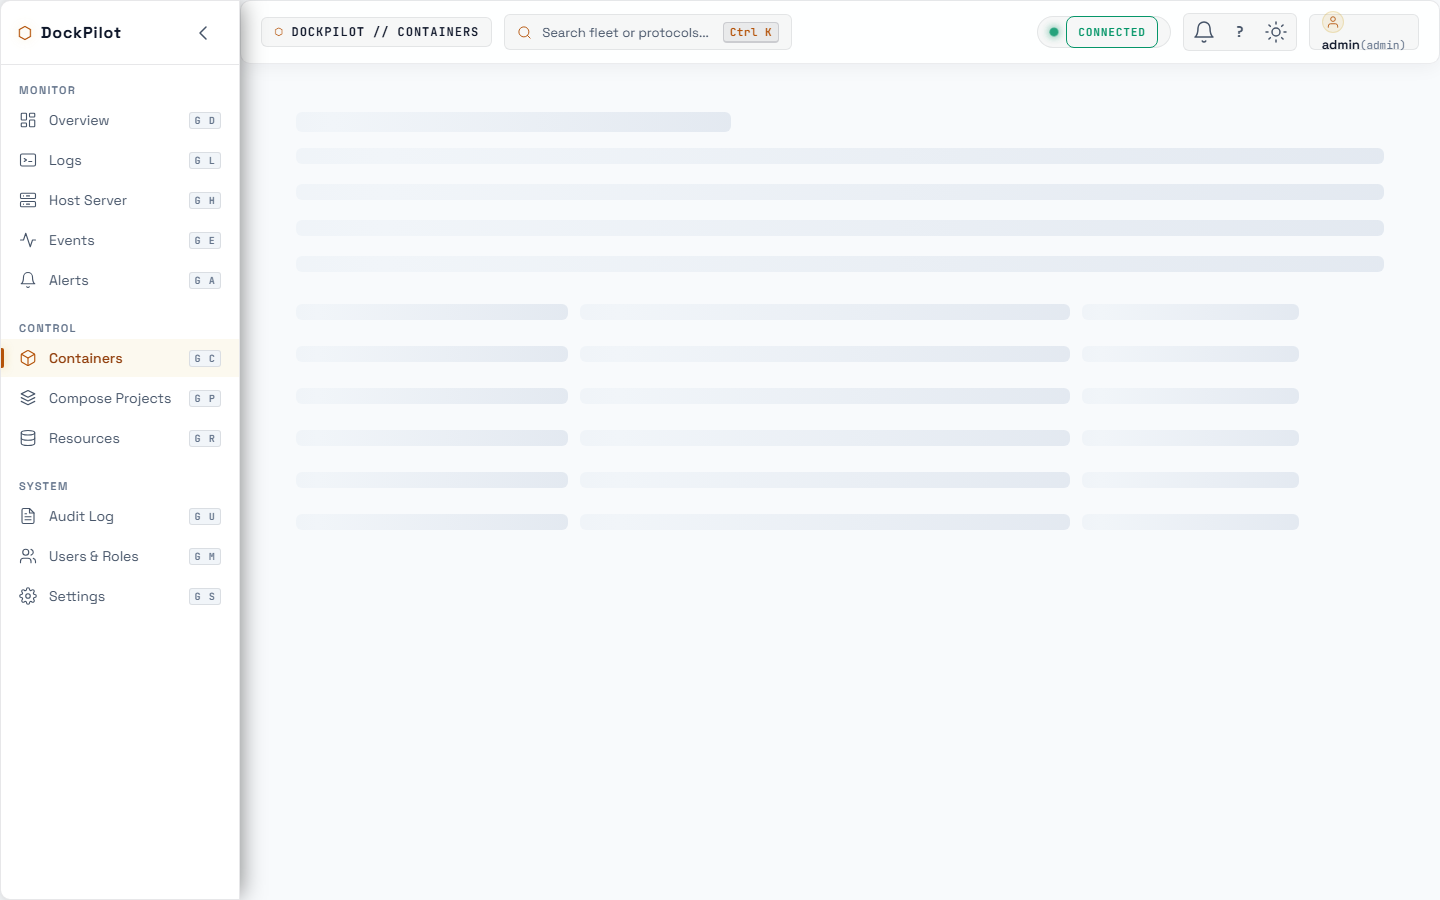 DockPilot
DOCKPILOT // CONTAINERS
Search fleet or protocols...
Ctrl K
CONNECTED
?
admin(admin)
MONITOR
Overview G D
Logs G L
Host Server G H
Events G E
Alerts G A
CONTROL
Containers G C
Compose Projects G P
Resources G R
SYSTEM
Audit Log G U
Users & Roles G M
Settings G S